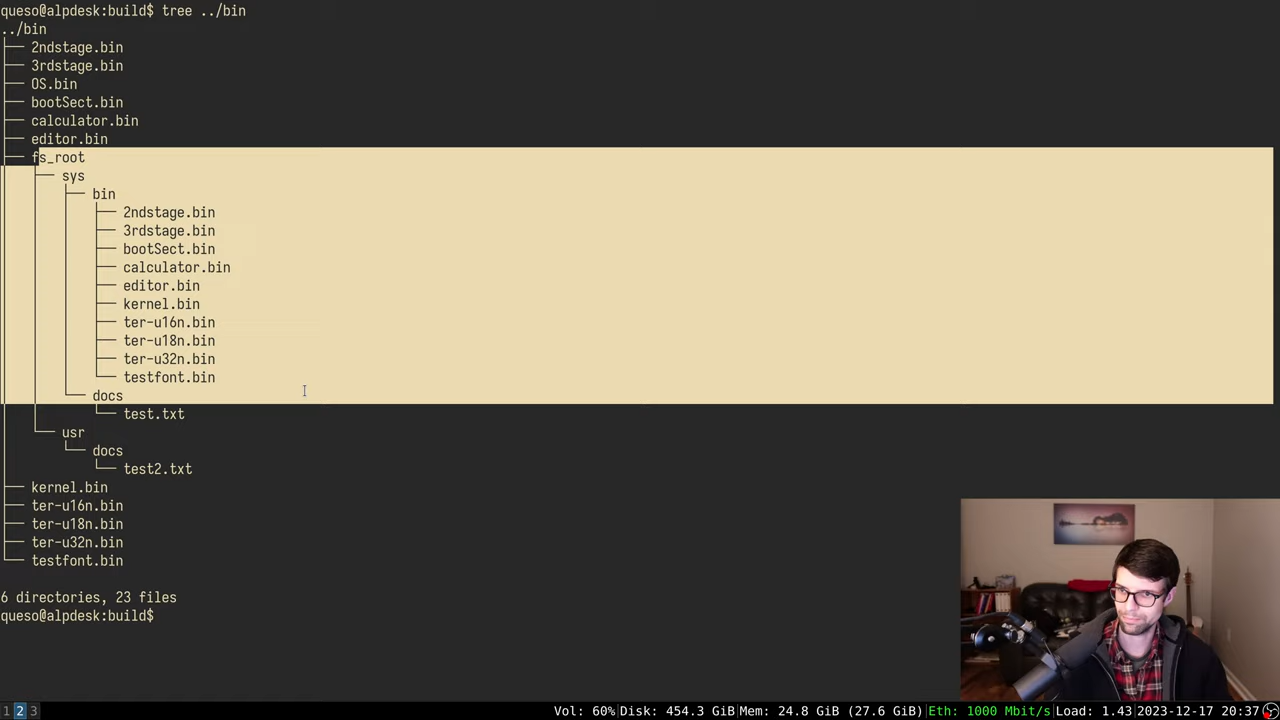 queso@alpdesk:build$ tree ../bin
../bin
├── 2ndstage.bin
├── 3rdstage.bin
├── OS.bin
├── bootSect.bin
├── calculator.bin
├── editor.bin
├── fs_root
│   ├── sys
│   │   ├── bin
│   │   │   ├── 2ndstage.bin
│   │   │   ├── 3rdstage.bin
│   │   │   ├── bootSect.bin
│   │   │   ├── calculator.bin
│   │   │   ├── editor.bin
│   │   │   ├── kernel.bin
│   │   │   ├── ter-u16n.bin
│   │   │   ├── ter-u18n.bin
│   │   │   ├── ter-u32n.bin
│   │   │   └── testfont.bin
│   │   └── docs
│   │       └── test.txt
│   └── usr
│       └── docs
│           └── test2.txt
├── kernel.bin
├── ter-u16n.bin
├── ter-u18n.bin
├── ter-u32n.bin
└── testfont.bin
6 directories, 23 files
queso@alpdesk:build$
1 2 3 Vol: 60%|Disk: 454.3 GiB|Mem: 24.8 GiB (27.6 GiB)|Eth: 1000 Mbit/s|Load: 1.43|2023-12-17 20:37